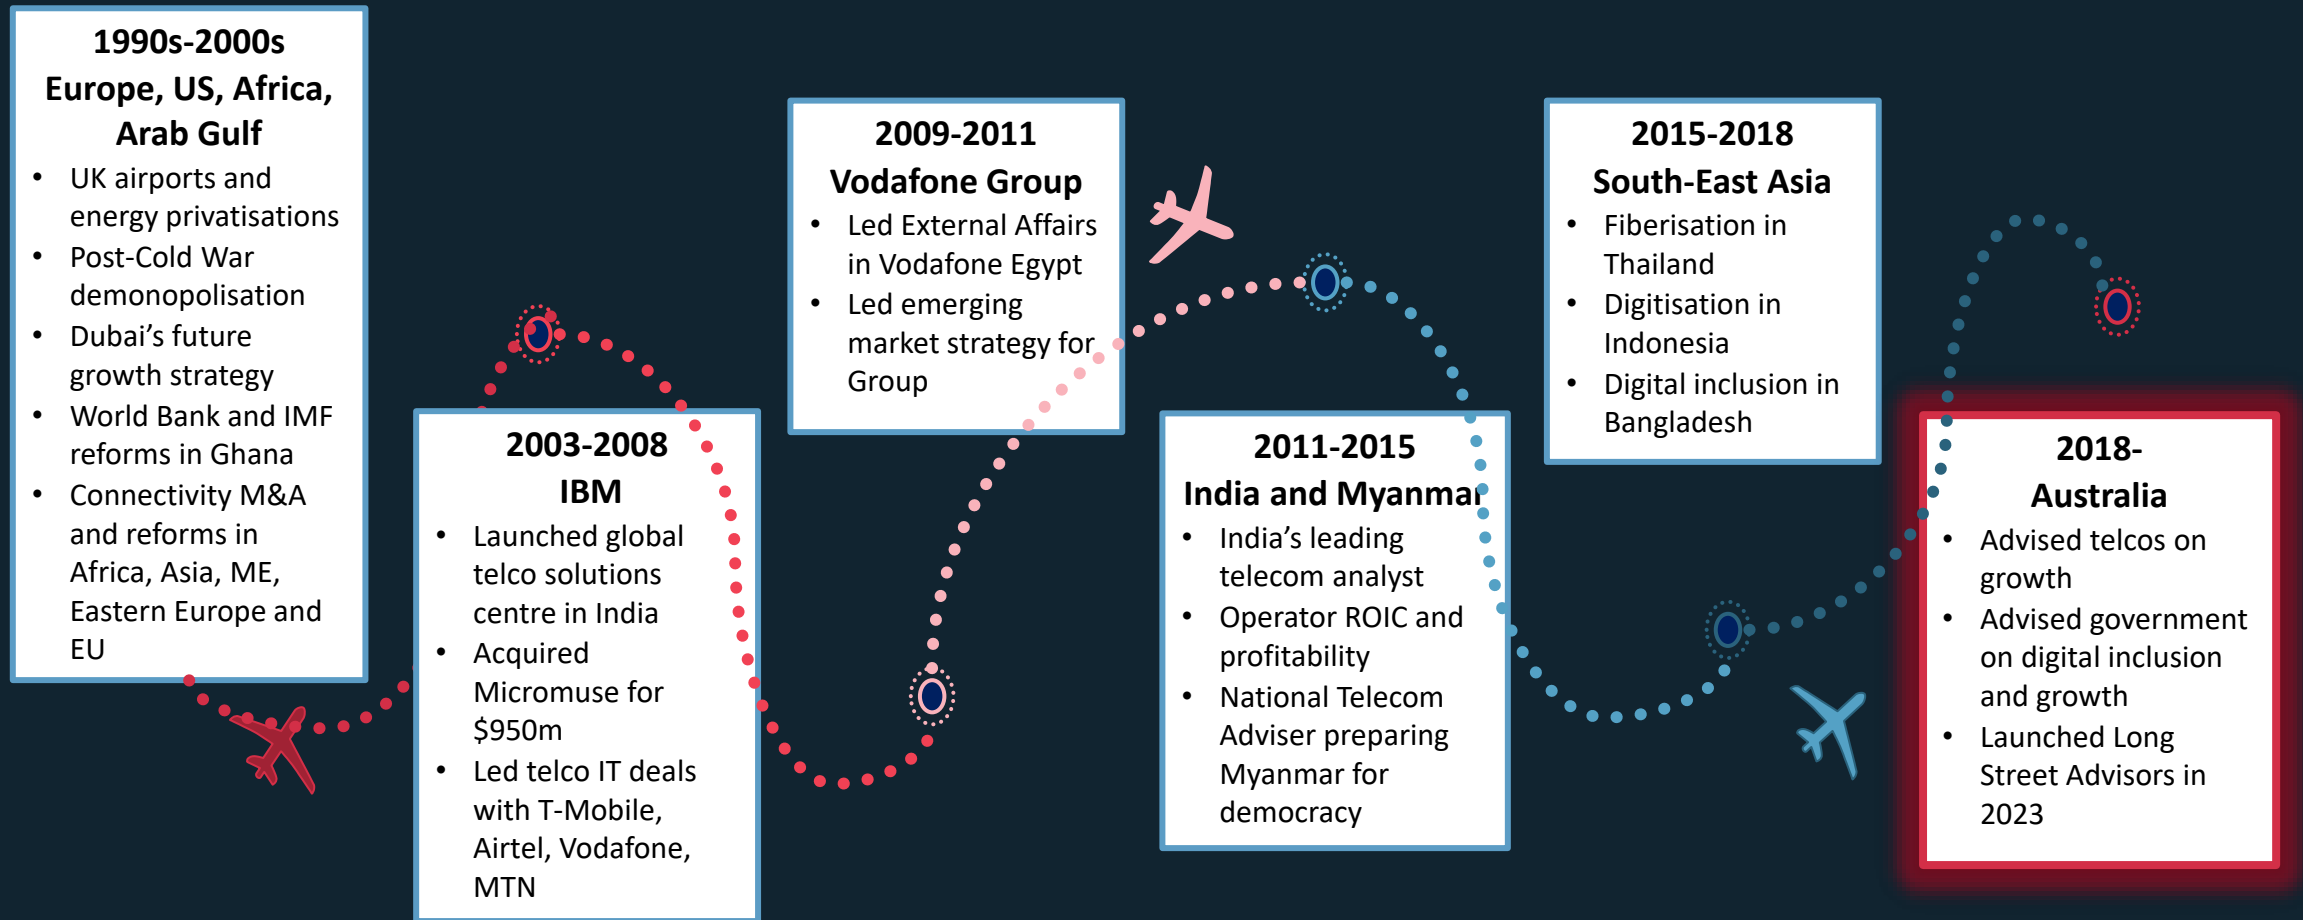 1990s-2000s
Europe, US, Africa,
Arab Gulf
• UK airports and
energy privatisations
• Post-Cold War
demonopolisation
• Dubai’s future
growth strategy
• World Bank and IMF
reforms in Ghana
• Connectivity M&A
and reforms in
Africa, Asia, ME,
Eastern Europe and
EU
2003-2008
IBM
• Launched global
telco solutions
centre in India
• Acquired
Micromuse for
$950m
• Led telco IT deals
with T-Mobile,
Airtel, Vodafone,
MTN
2009-2011
Vodafone Group
• Led External Affairs
in Vodafone Egypt
• Led emerging
market strategy for
Group
2011-2015
India and Myanmar
• India’s leading
telecom analyst
• Operator ROIC and
profitability
• National Telecom
Adviser preparing
Myanmar for
democracy
2015-2018
South-East Asia
• Fiberisation in
Thailand
• Digitisation in
Indonesia
• Digital inclusion in
Bangladesh
2018-
Australia
• Advised telcos on
growth
• Advised government
on digital inclusion
and growth
• Launched Long
Street Advisors in
2023